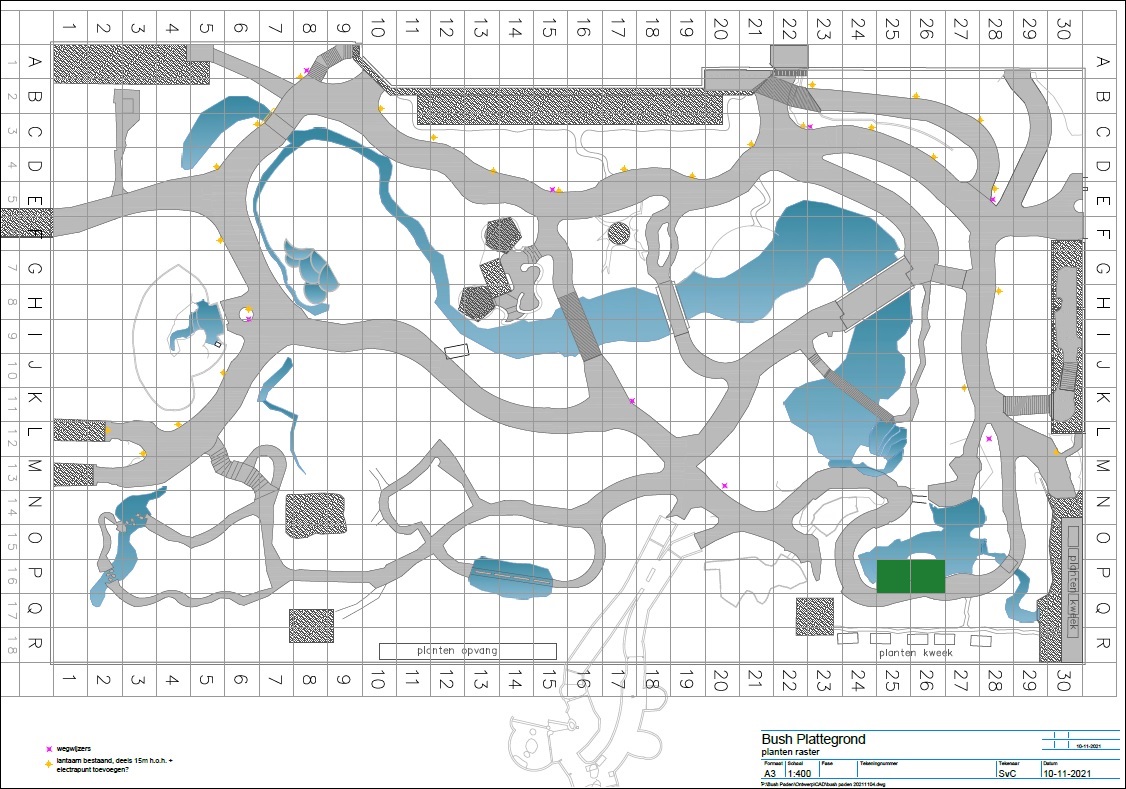 1 2 3 4 5 6 7 8 9 10 11 12 13 14 15 16 17 18 19 20 21 22 23 24 25 26 27 28 29 30
1 A A
2 B B
3 C C
4 D D
5 E E
F F
7 G G
8 H H
9 I I
10 J J
11 K K
12 L L
13 M M
14 N N
15 O O
16 P P
17 Q Q
18 R R
planten kweek
planten opvang
planten kweek
1 2 3 4 5 6 7 8 9 10 11 12 13 14 15 16 17 18 19 20 21 22 23 24 25 26 27 28 29 30
wegwijzers
lantaarn bestaand, deels 15m h.o.h. +
electrapunt toevoegen?
Bush Plattegrond
planten raster
10-11-2021
Formaat Schaal Fase Tekeningnummer Tekenaar Datum
A3 1:400 SvC 10-11-2021
P:\Bush Paden\Ontwerp\CAD\bush paden 20211104.dwg